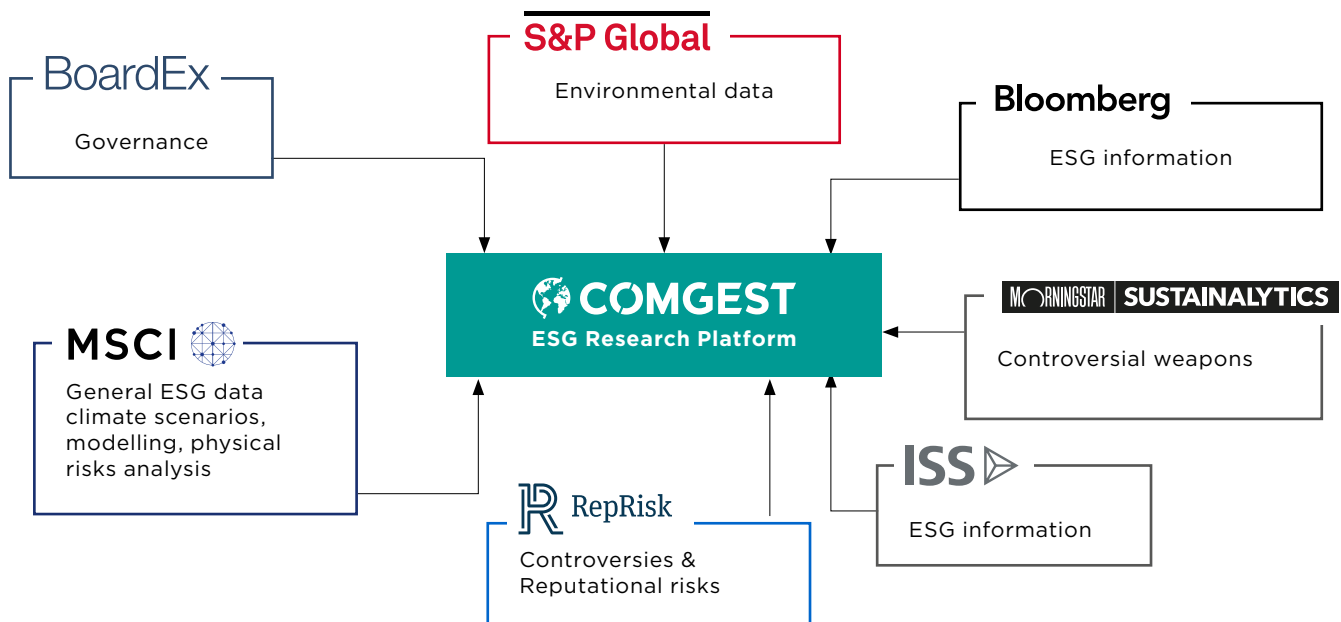 S&P Global
Environmental data
BoardEx
Governance
Bloomberg
ESG information
COMGEST
ESG Research Platform
MORNINGSTAR | SUSTAINALYTICS
Controversial weapons
MSCI
General ESG data
climate scenarios,
modelling, physical
risks analysis
RepRisk
Controversies &
Reputational risks
ISS
ESG information